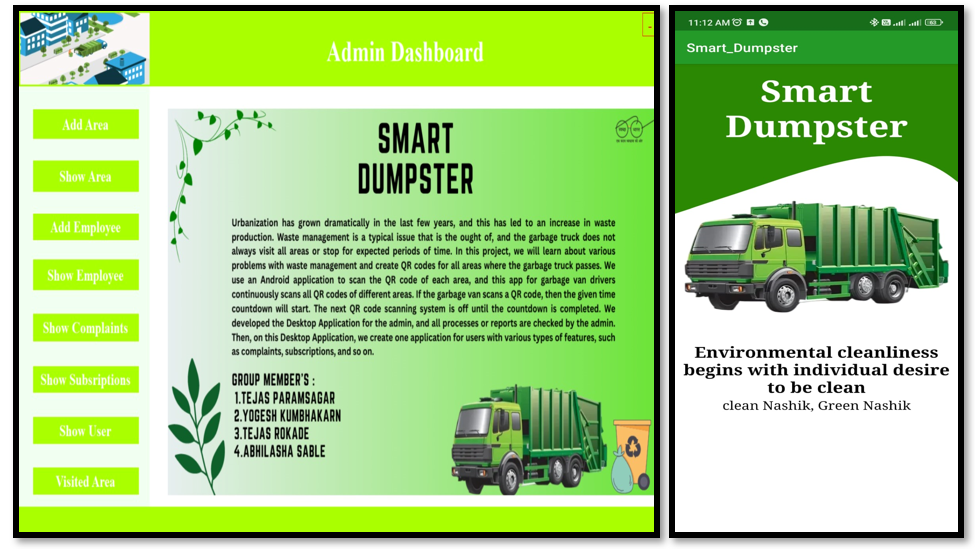 Admin Dashboard
Add Area
Show Area
Add Employee
Show Employee
Show Complaints
Show Subsriptions
Show User
Visited Area
SMART
DUMPSTER
Urbanization has grown dramatically in the last few years, and this has led to an increase in waste
production. Waste management is a typical issue that is the ought of, and the garbage truck does not
always visit all areas or stop for expected periods of time. In this project, we will learn about various
problems with waste management and create QR codes for all areas where the garbage truck passes. We
use an Android application to scan the QR code of each area, and this app for garbage van drivers
continuously scans all QR codes of different areas. If the garbage van scans a QR code, then the given time
countdown will start. The next QR code scanning system is off until the countdown is completed. We
developed the Desktop Application for the admin, and all processes or reports are checked by the admin.
Then, on this Desktop Application, we create one application for users with various types of features, such
as complaints, subscriptions, and so on.
GROUP MEMBER'S :
1.TEJAS PARAMSAGAR
2.YOGESH KUMBHAKARN
3.TEJAS ROKADE
4.ABHILASHA SABLE
11:12 AM
Smart_Dumpster
Smart
Dumpster
Environmental cleanliness
begins with individual desire
to be clean
clean Nashik, Green Nashik